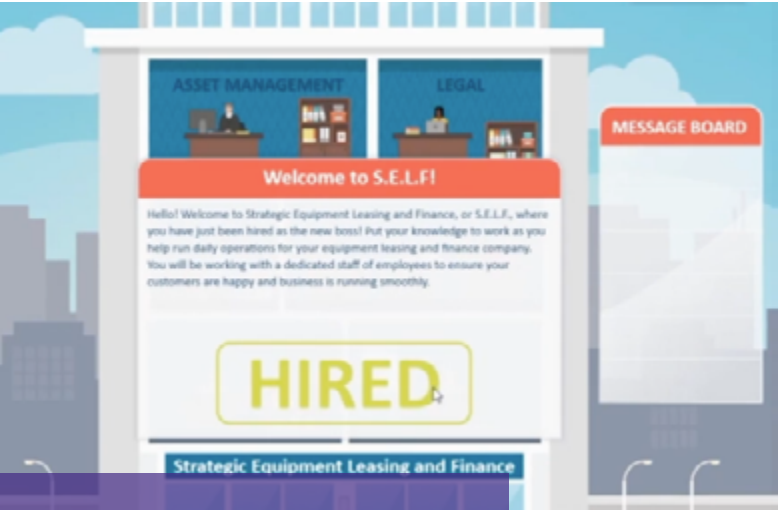 ASSET MANAGEMENT
LEGAL
MESSAGE BOARD
Welcome to S.E.L.F!
Hello! Welcome to Strategic Equipment Leasing and Finance, or S.E.L.F., where
you have just been hired as the new boss! Put your knowledge to work as you
help run daily operations for your equipment leasing and finance company.
You will be working with a dedicated staff of employees to ensure your
customers are happy and business is running smoothly.
HIRED
Strategic Equipment Leasing and Finance